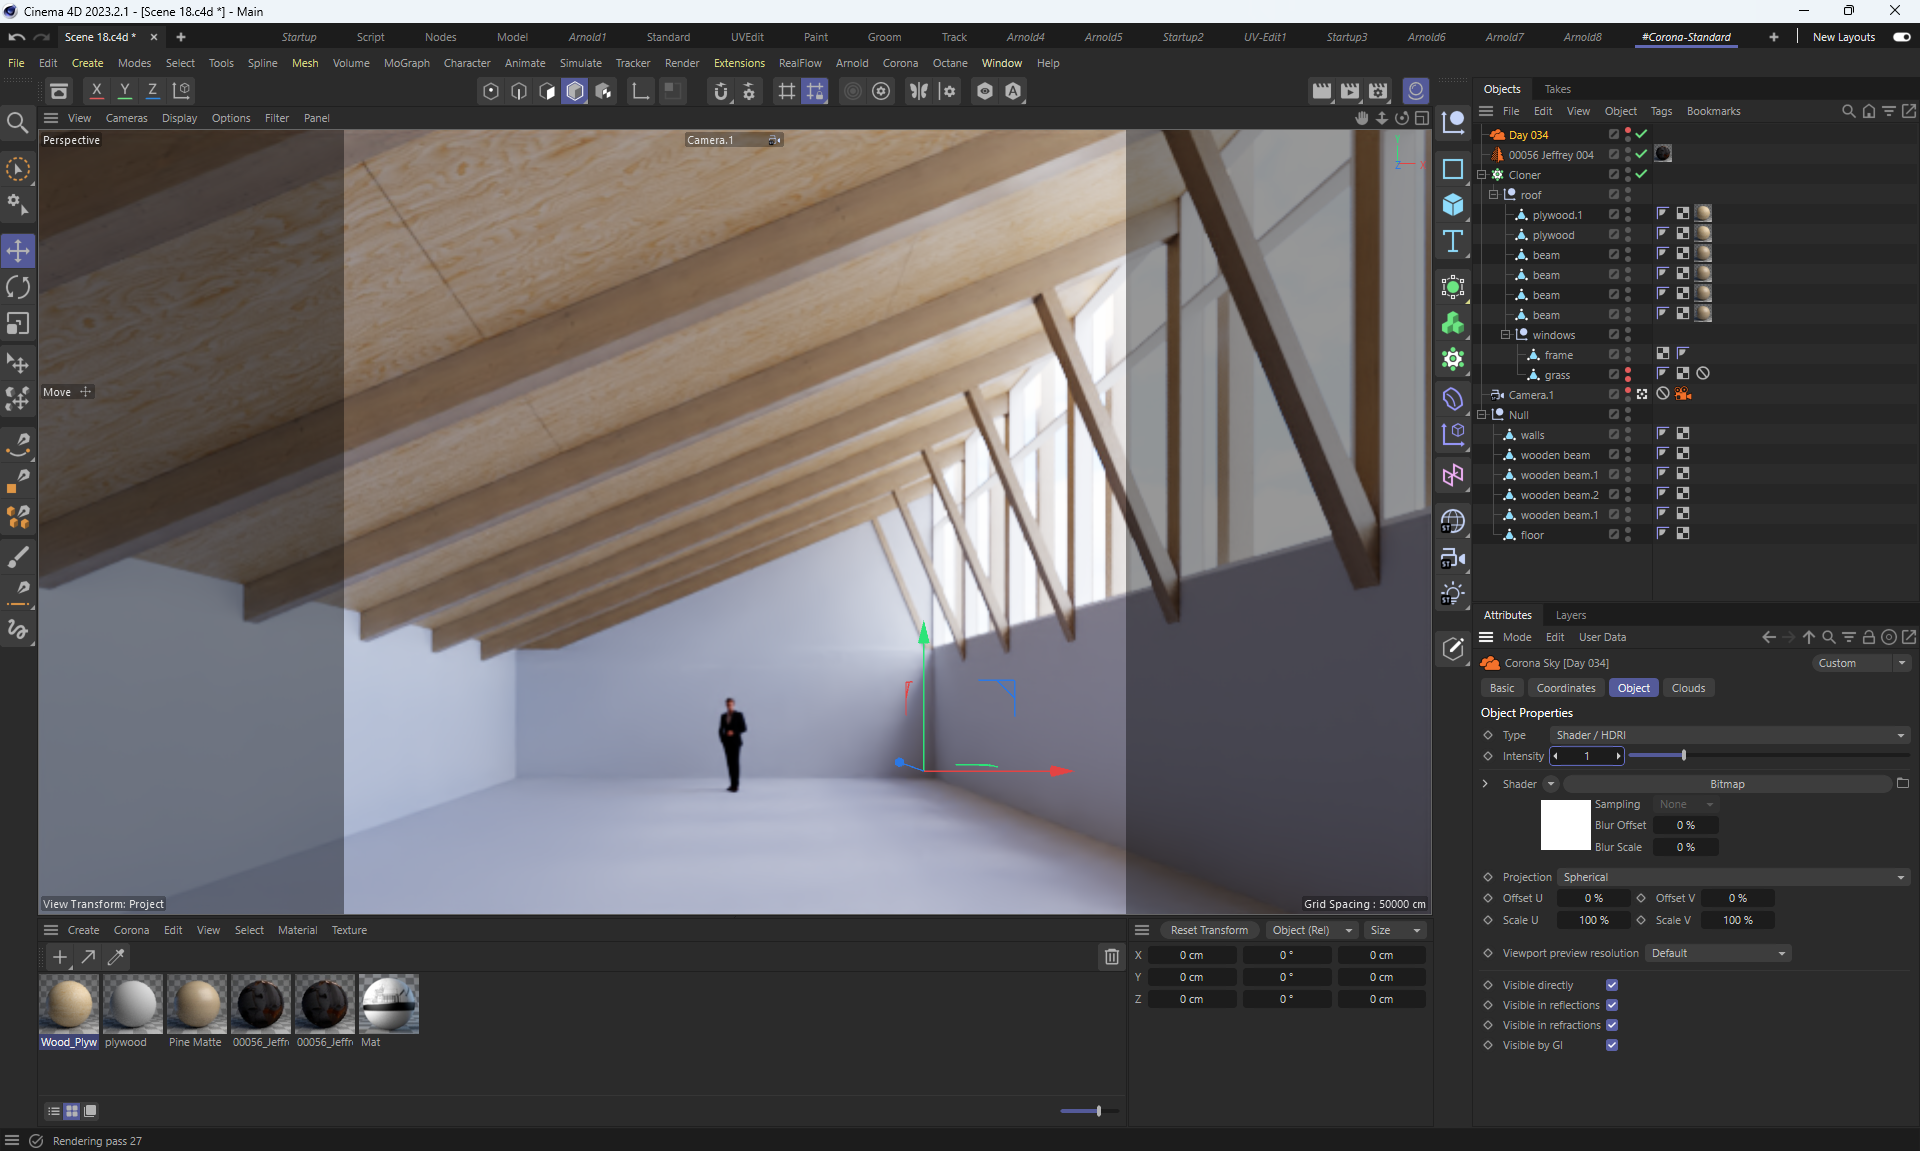 Cinema 4D 2023.2.1 - [Scene 18.c4d *] - Main
Scene 18.c4d *
Startup
Script
Nodes
Model
Arnold1
Standard
UVEdit
Paint
Groom
Track
Arnold4
Arnold5
Startup2
UV-Edit1
Startup3
Arnold6
Arnold7
Arnold8
#Corona-Standard
New Layouts
File Edit Create Modes Select Tools Spline Mesh Volume MoGraph Character Animate Simulate Tracker Render Extensions RealFlow Arnold Corona Octane Window Help
X Y Z
View Cameras Display Options Filter Panel
Perspective
Camera.1
Move
View Transform: Project
Grid Spacing : 50000 cm
Objects Takes
File Edit View Object Tags Bookmarks
Day 034
00056 Jeffrey 004
Cloner
roof
plywood.1
plywood
beam
beam
beam
beam
windows
frame
grass
Camera.1
Null
walls
wooden beam
wooden beam.1
wooden beam.2
wooden beam.1
floor
Attributes Layers
Mode Edit User Data
Corona Sky [Day 034]
Custom
Basic Coordinates Object Clouds
Object Properties
Type Shader / HDRI
Intensity 1
Shader Bitmap
Sampling None
Blur Offset 0 %
Blur Scale 0 %
Projection Spherical
Offset U 0 % Offset V 0 %
Scale U 100 % Scale V 100 %
Viewport preview resolution Default
Visible directly
Visible in reflections
Visible in refractions
Visible by GI
Create Corona Edit View Select Material Texture
Wood_Plyw plywood Pine Matte 00056_Jeffr 00056_Jeffr Mat
Reset Transform Object (Rel) Size
X 0 cm 0 ° 0 cm
Y 0 cm 0 ° 0 cm
Z 0 cm 0 ° 0 cm
Rendering pass 27